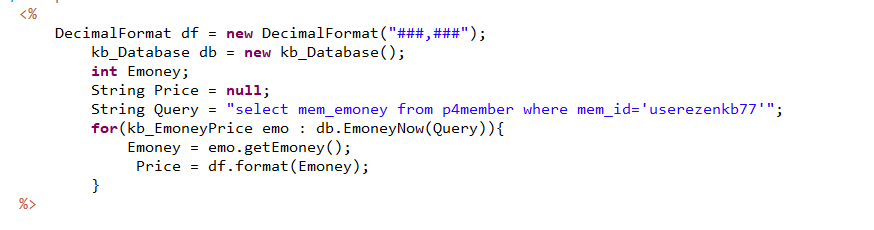 <%
DecimalFormat df = new DecimalFormat("###,###");
kb_Database db = new kb_Database();
int Emoney;
String Price = null;
String Query = "select mem_emoney from p4member where mem_id='userezenkb77'";
for(kb_EmoneyPrice emo : db.EmoneyNow(Query)){
Emoney = emo.getEmoney();
Price = df.format(Emoney);
}
%>